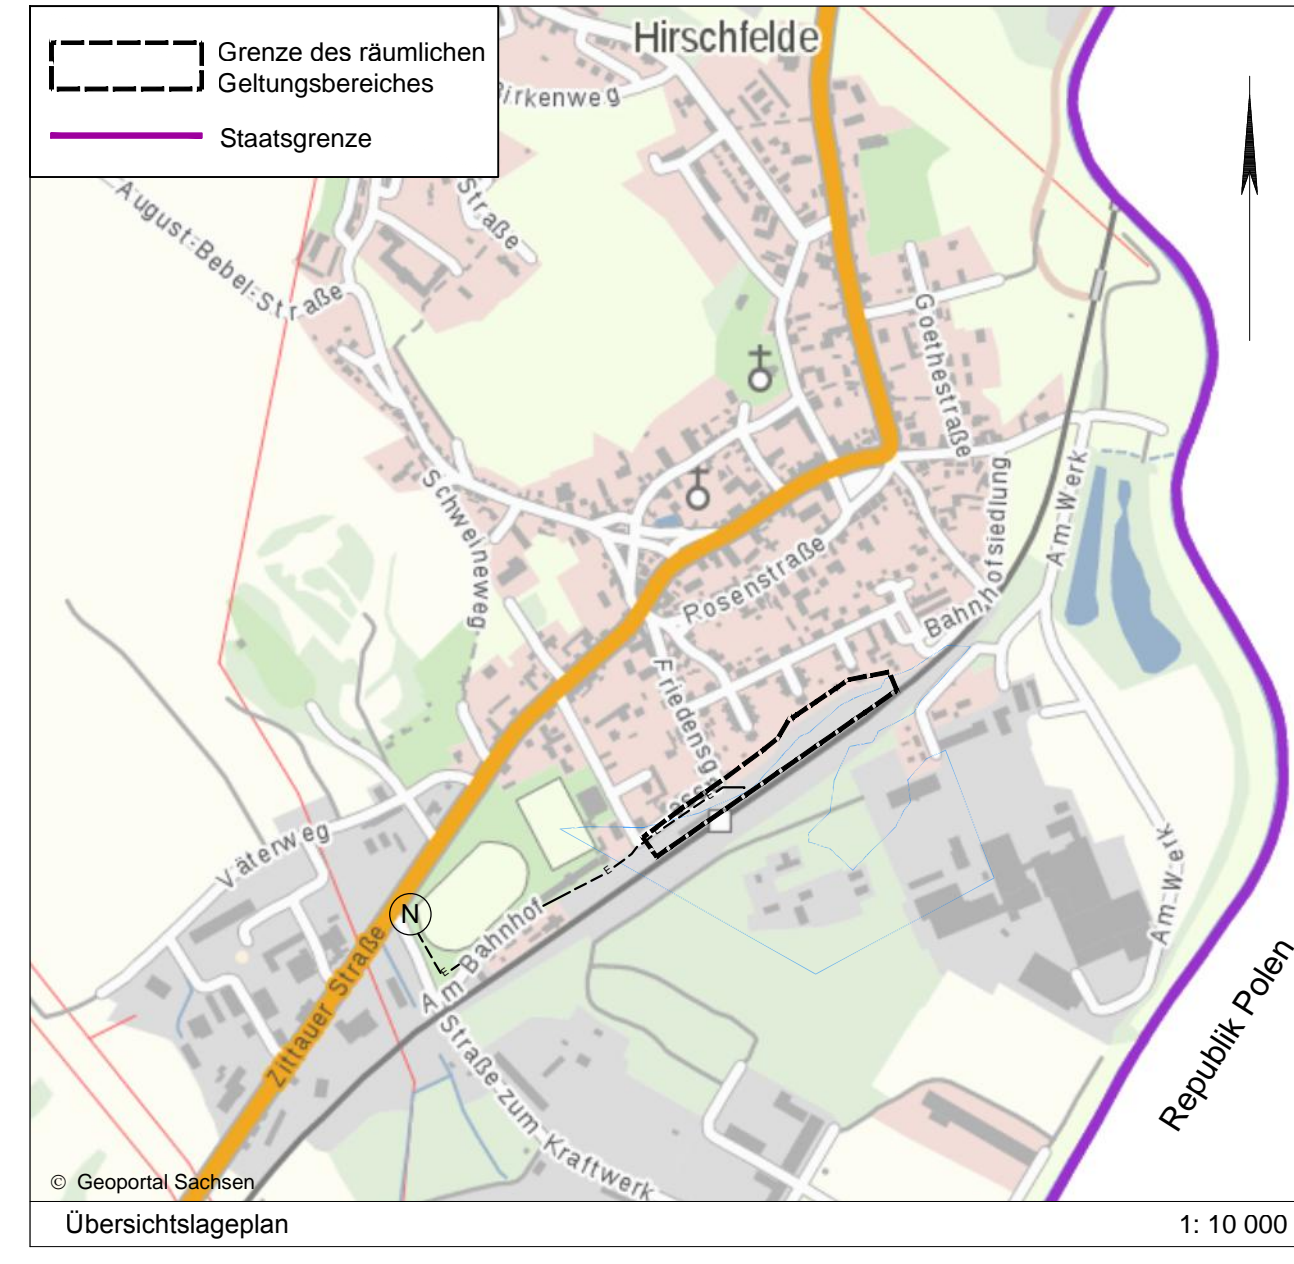 Grenze des räumlichen
Geltungsbereiches
Staatsgrenze
Hirschfelde
Birkenweg
Straße
August-Bebel-Straße
Goethestraße
Schweineweg
Rosenstraße
Bahnhofsiedlung
Am-Werk
Friedensgasse
Väterweg
N
Am-Bahnhof
E
E
E
Zittauer Straße
Am-Werk
Straße-zum-Kraftwerk
Republik Polen
© Geoportal Sachsen
Übersichtslageplan
1: 10 000